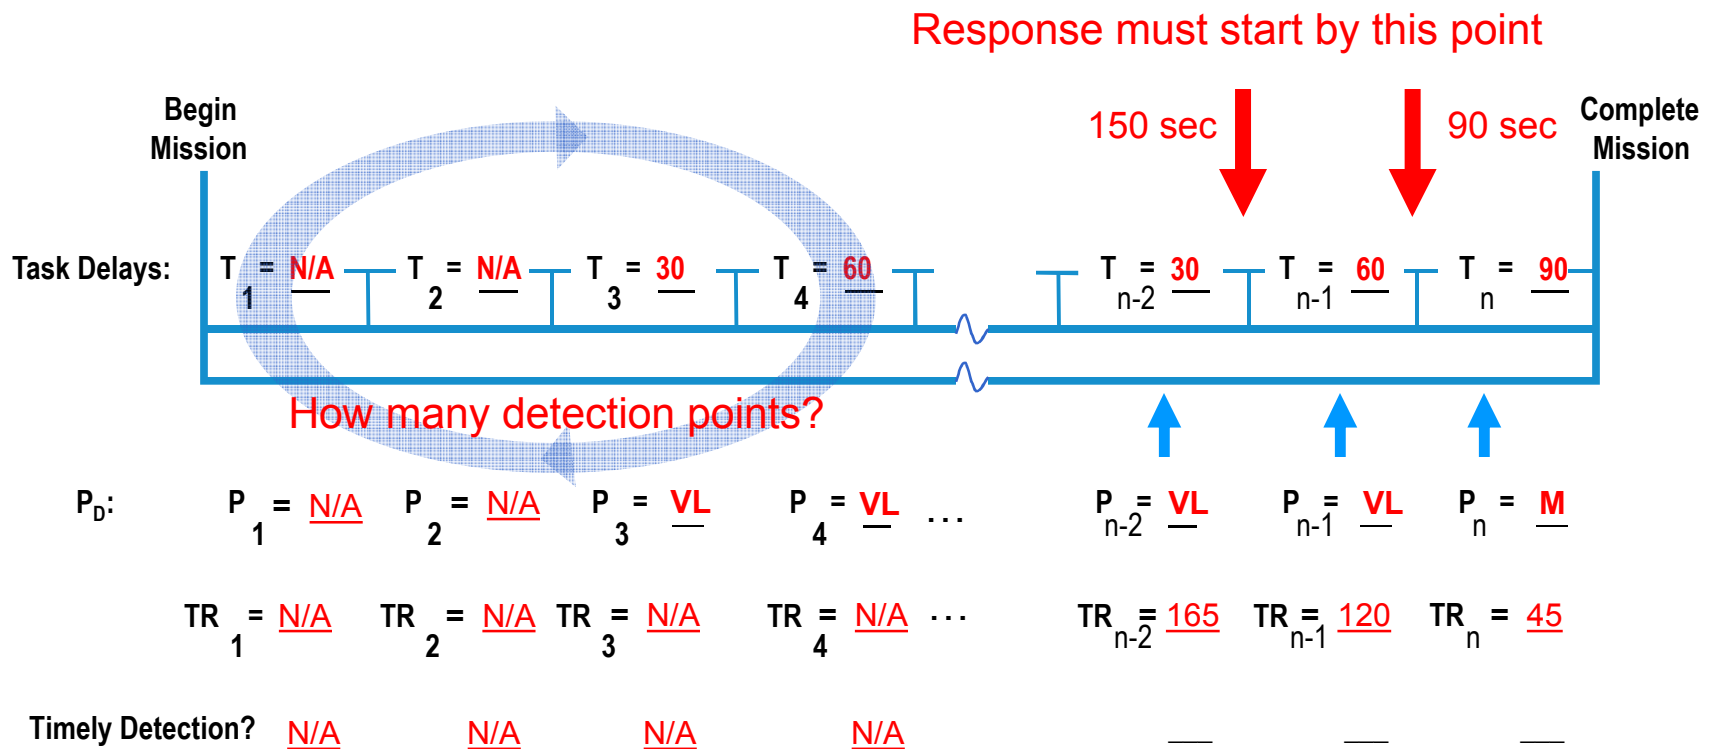 Response must start by this point
Begin Mission
150 sec
90 sec
Complete Mission
Task Delays: T1 = N/A T2 = N/A T3 = 30 T4 = 60 Tn-2 = 30 Tn-1 = 60 Tn = 90
How many detection points?
PD: P1 = N/A P2 = N/A P3 = VL P4 = VL ... Pn-2 = VL Pn-1 = VL Pn = M
TR1 = N/A TR2 = N/A TR3 = N/A TR4 = N/A ... TRn-2 = 165 TRn-1 = 120 TRn = 45
Timely Detection? N/A N/A N/A N/A